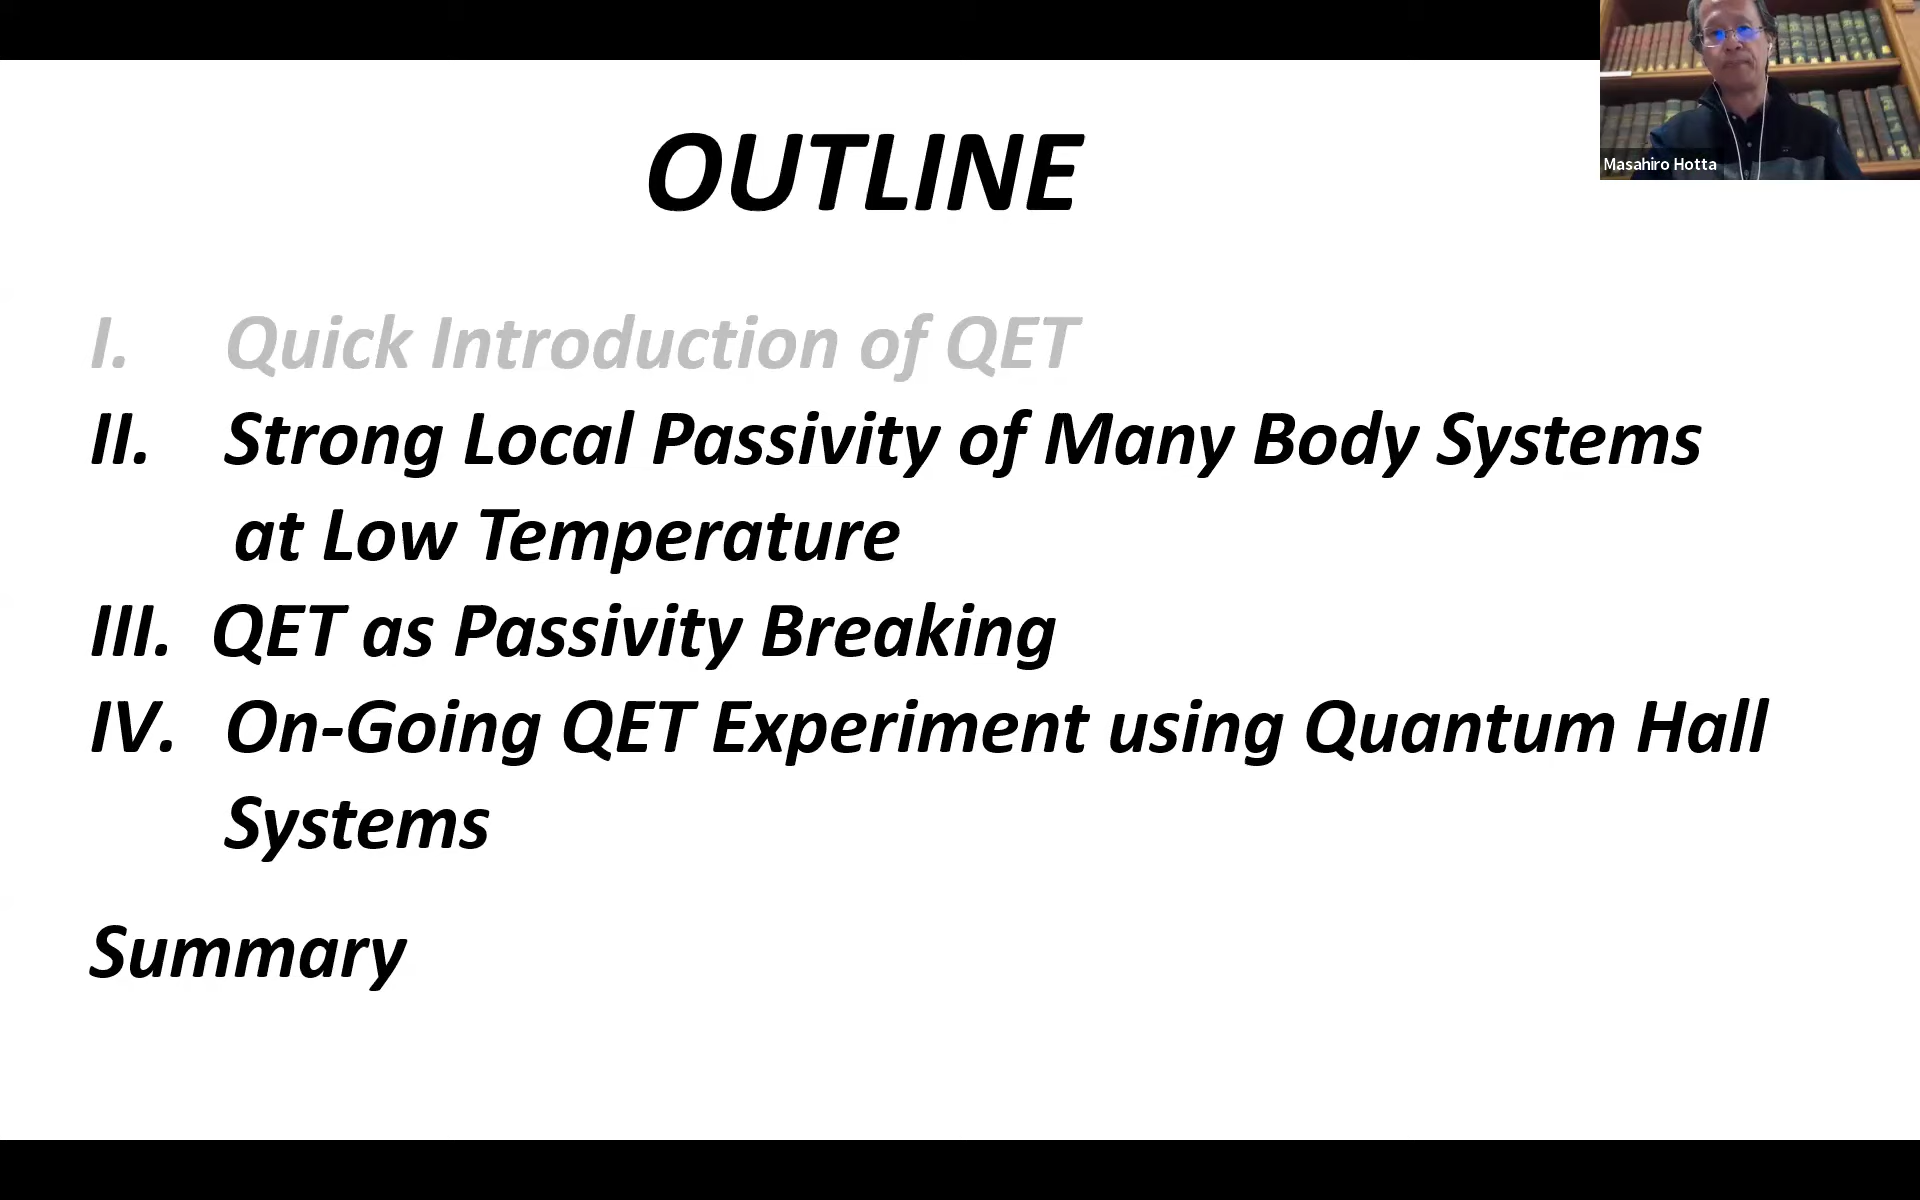 OUTLINE
Masahiro Hotta
I. Quick Introduction of QET
II. Strong Local Passivity of Many Body Systems
at Low Temperature
III. QET as Passivity Breaking
IV. On-Going QET Experiment using Quantum Hall
Systems
Summary